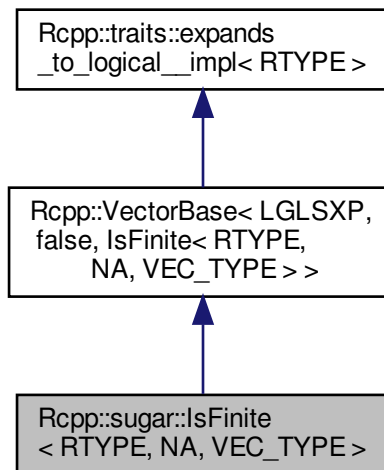 Rcpp::traits::expands
_to_logical__impl< RTYPE >
Rcpp::VectorBase< LGLSXP,
false, IsFinite< RTYPE,
NA, VEC_TYPE > >
Rcpp::sugar::IsFinite
< RTYPE, NA, VEC_TYPE >